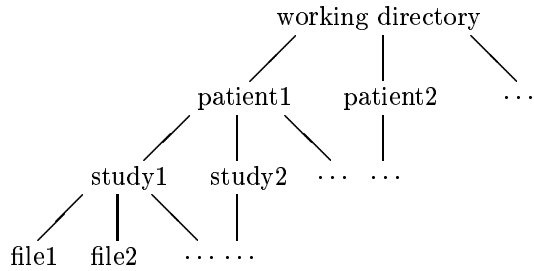 working directory
patient1 patient2 ...
study1 study2 ... ...
file1 file2 ... ...